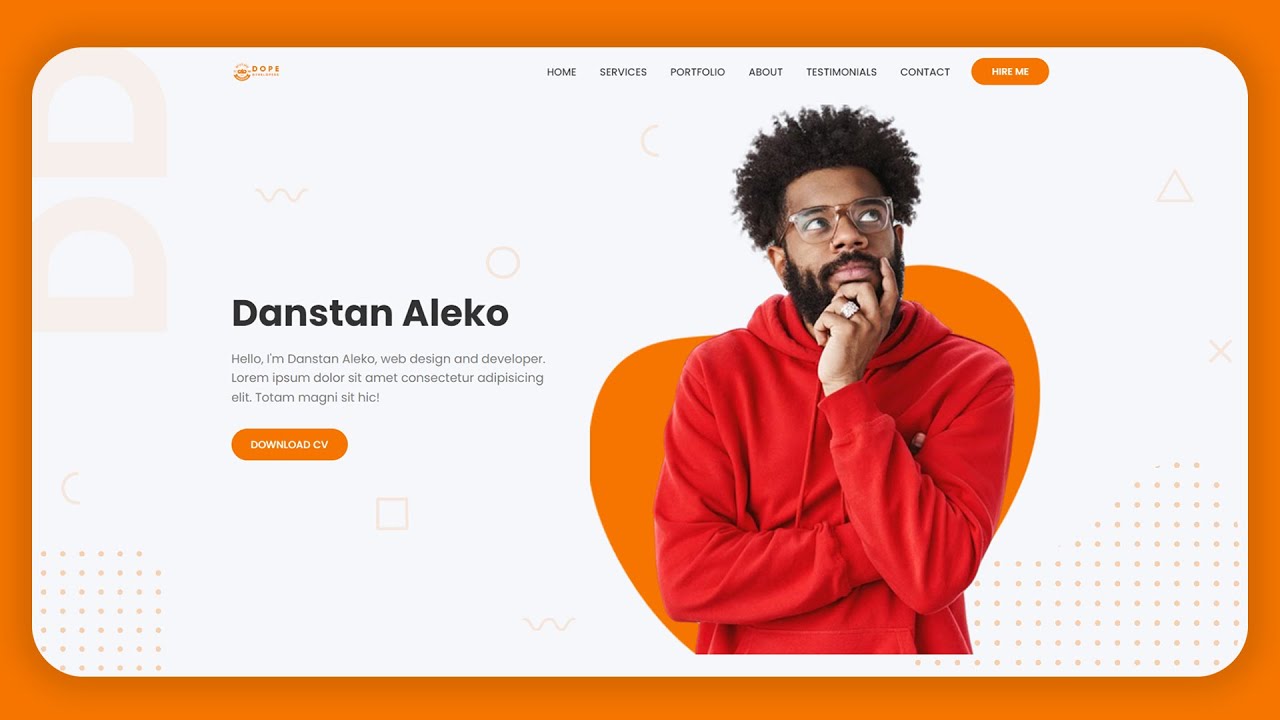 DOPE
HOME SERVICES PORTFOLIO ABOUT TESTIMONIALS CONTACT HIRE ME
DD
Danstan Aleko
Hello, I'm Danstan Aleko, web design and developer.
Lorem ipsum dolor sit amet consectetur adipisicing
elit. Totam magni sit hic!
DOWNLOAD CV